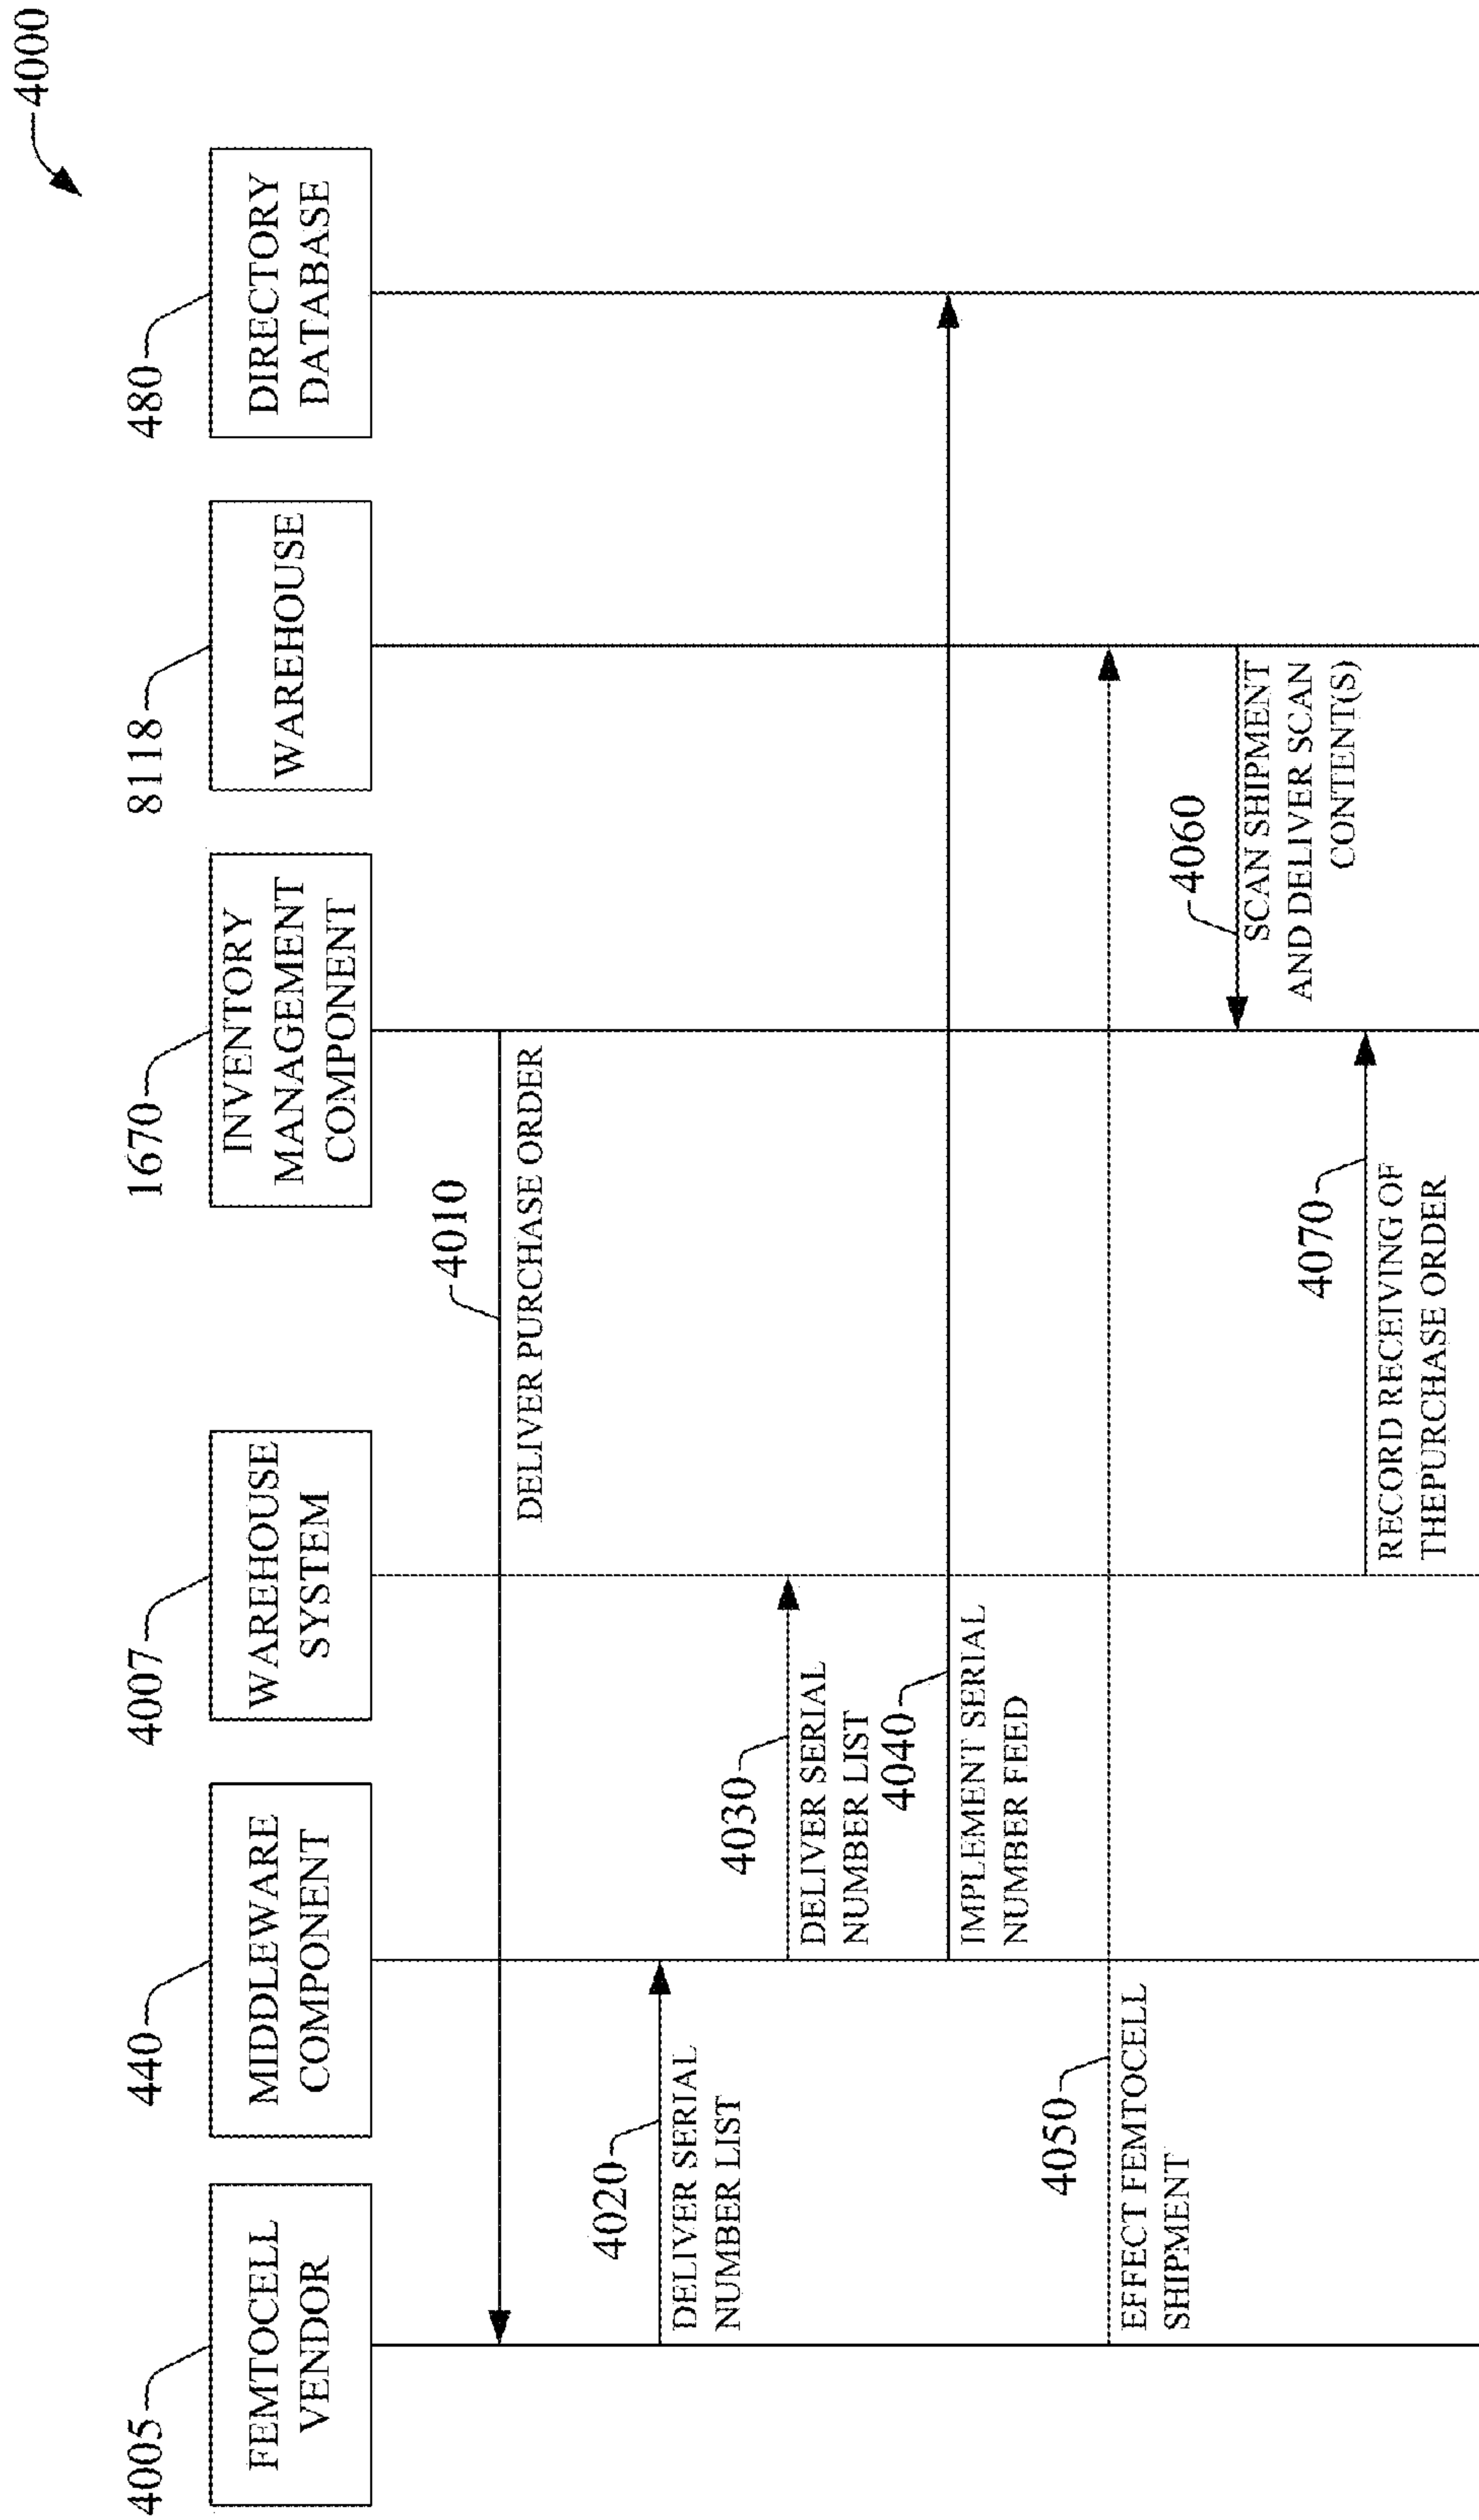 4000
4005
FEMTOCELL
VENDOR
440
MIDDLEWARE
COMPONENT
4007
WAREHOUSE
SYSTEM
1670
INVENTORY
MANAGEMENT
COMPONENT
8118
WAREHOUSE
480
DIRECTORY
DATABASE
4010
DELIVER PURCHASE ORDER
4020
DELIVER SERIAL
NUMBER LIST
4030
DELIVER SERIAL
NUMBER LIST
4040
IMPLEMENT SERIAL
NUMBER FEED
4050
EFFECT FEMTOCELL
SHIPMENT
4060
SCAN SHIPMENT
AND DELIVER SCAN
CONTENT(S)
4070
RECORD RECEIVING OF
THEPURCHASE ORDER